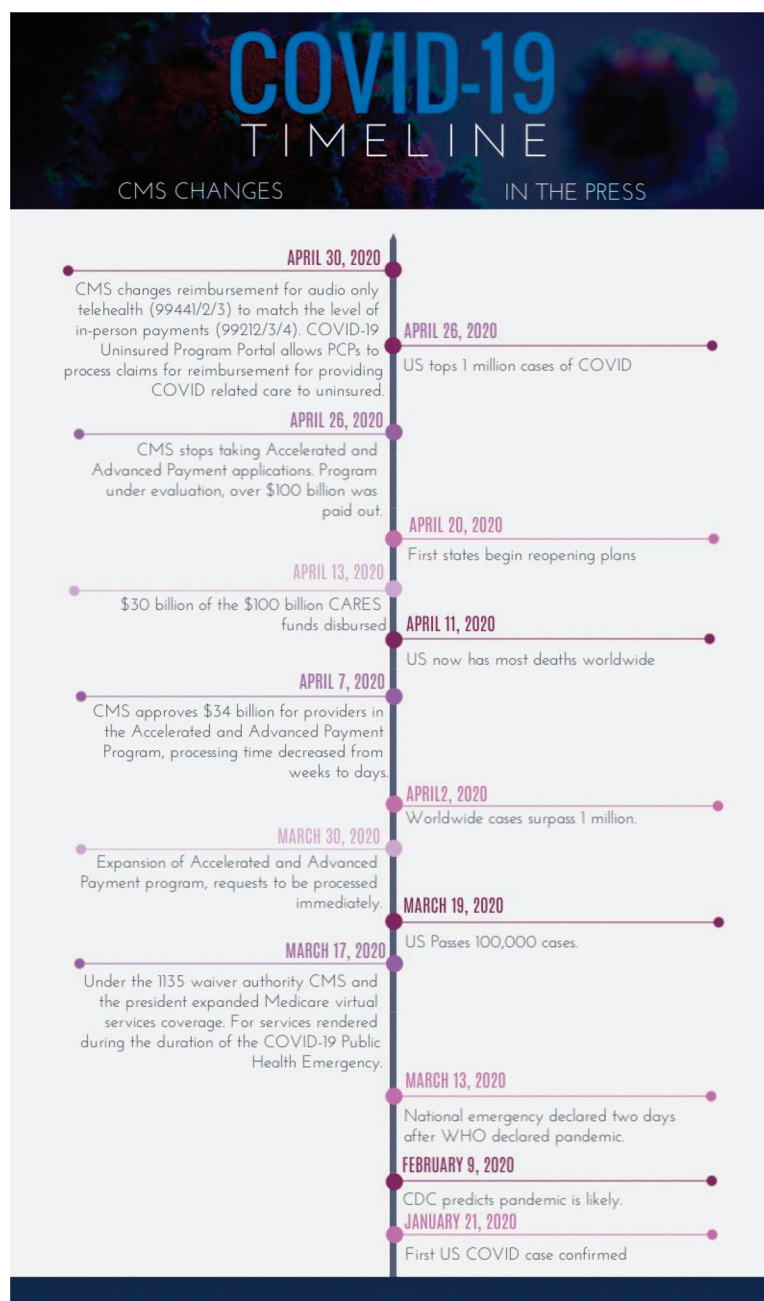 COVID-19
TIMELINE
CMS CHANGES
IN THE PRESS
APRIL 30, 2020
CMS changes reimbursement for audio only
telehealth (99441/2/3) to match the level of
in-person payments (99212/3/4). COVID-19
Uninsured Program Portal allows PCPs to
process claims for reimbursement for providing
COVID related care to uninsured.
APRIL 26, 2020
US tops 1 million cases of COVID
APRIL 26, 2020
CMS stops taking Accelerated and
Advanced Payment applications. Program
under evaluation, over $100 billion was
paid out.
APRIL 20, 2020
First states begin reopening plans
APRIL 13, 2020
$30 billion of the $100 billion CARES
funds disbursed
APRIL 11, 2020
US now has most deaths worldwide
APRIL 7, 2020
CMS approves $34 billion for providers in
the Accelerated and Advanced Payment
Program, processing time decreased from
weeks to days.
APRIL2, 2020
Worldwide cases surpass 1 million.
MARCH 30, 2020
Expansion of Accelerated and Advanced
Payment program, requests to be processed
immediately.
MARCH 19, 2020
US Passes 100,000 cases.
MARCH 17, 2020
Under the 1135 waiver authority CMS and
the president expanded Medicare virtual
services coverage. For services rendered
during the duration of the COVID-19 Public
Health Emergency.
MARCH 13, 2020
National emergency declared two days
after WHO declared pandemic.
FEBRUARY 9, 2020
CDC predicts pandemic is likely.
JANUARY 21, 2020
First US COVID case confirmed